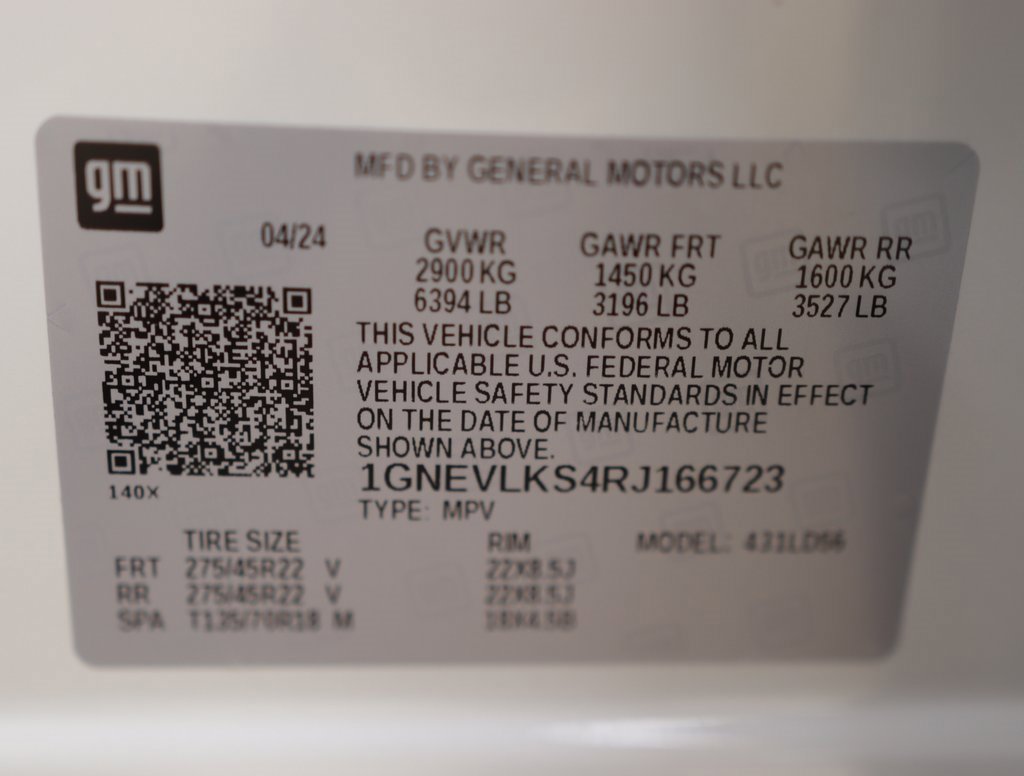 gm
MFD BY GENERAL MOTORS LLC
04/24
GVWR GAWR FRT GAWR RR
2900 KG 1450 KG 1600 KG
6394 LB 3196 LB 3527 LB
THIS VEHICLE CONFORMS TO ALL
APPLICABLE U.S. FEDERAL MOTOR
VEHICLE SAFETY STANDARDS IN EFFECT
ON THE DATE OF MANUFACTURE
SHOWN ABOVE.
1GNEVLKS4RJ166723
140X
TYPE: MPV
TIRE SIZE RIM MODEL:
FRT 275/45R22 V 22X8.5J
RR 275/45R22 V 22X8.5J
SPA T135/70R18 M